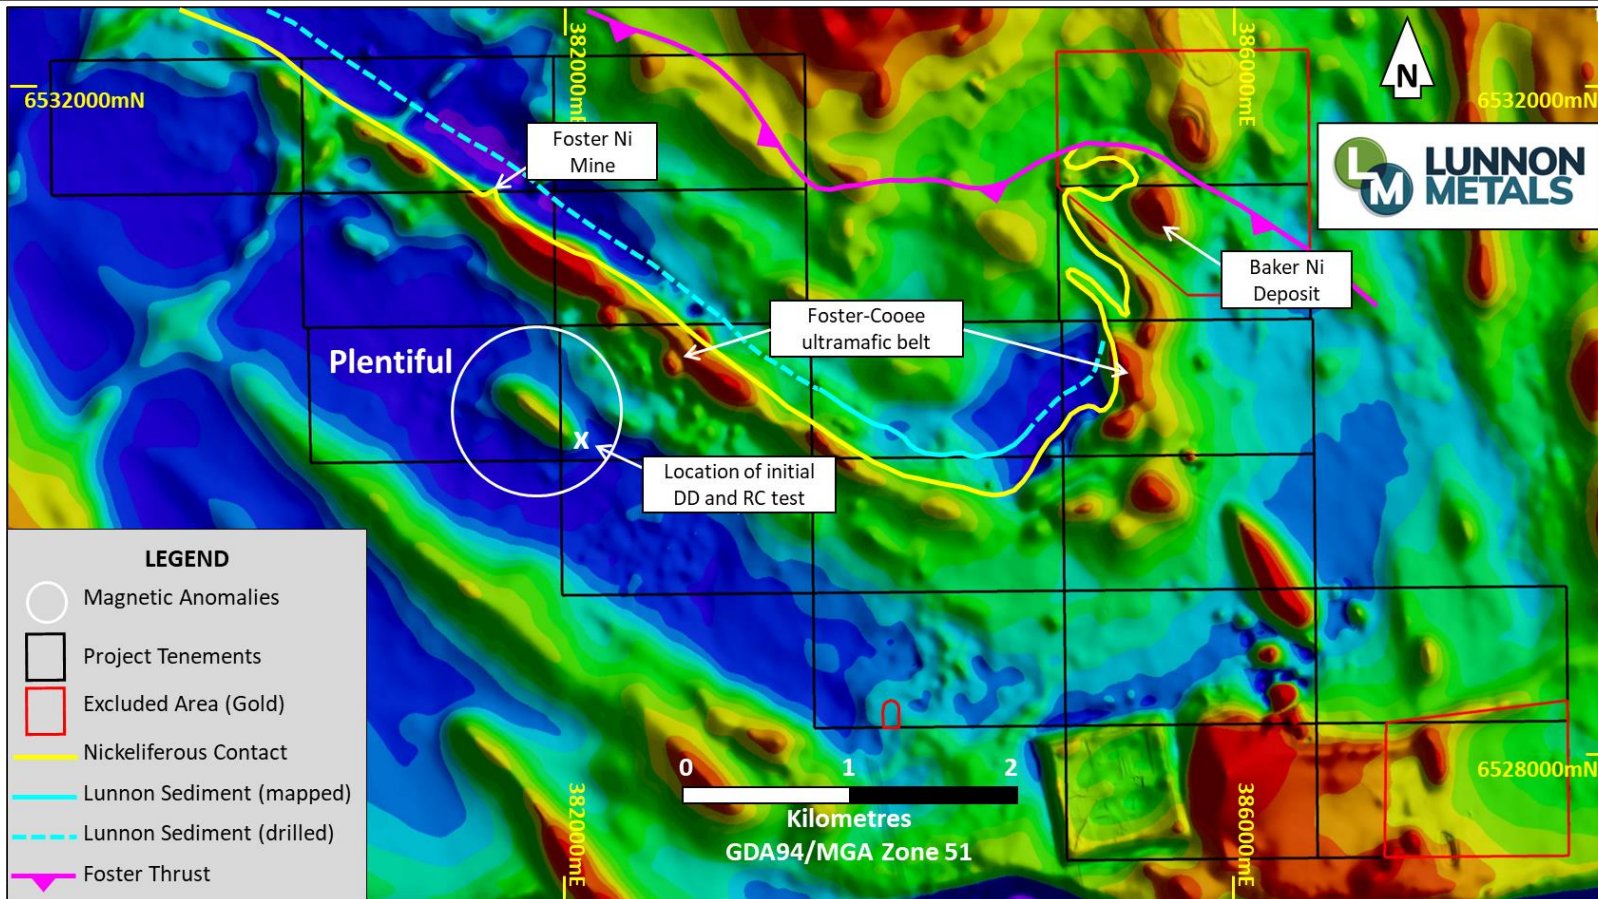 382000mE
386000mE
N
6532000mN
6532000mN
Foster Ni
Mine
LM
LUNNON
METALS
Baker Ni
Deposit
Foster-Cooee
ultramafic belt
Plentiful
X
Location of initial
DD and RC test
LEGEND
Magnetic Anomalies
Project Tenements
Excluded Area (Gold)
Nickeliferous Contact
Lunnon Sediment (mapped)
Lunnon Sediment (drilled)
Foster Thrust
0 1 2
Kilometres
GDA94/MGA Zone 51
6528000mN
382000mE
386000mE